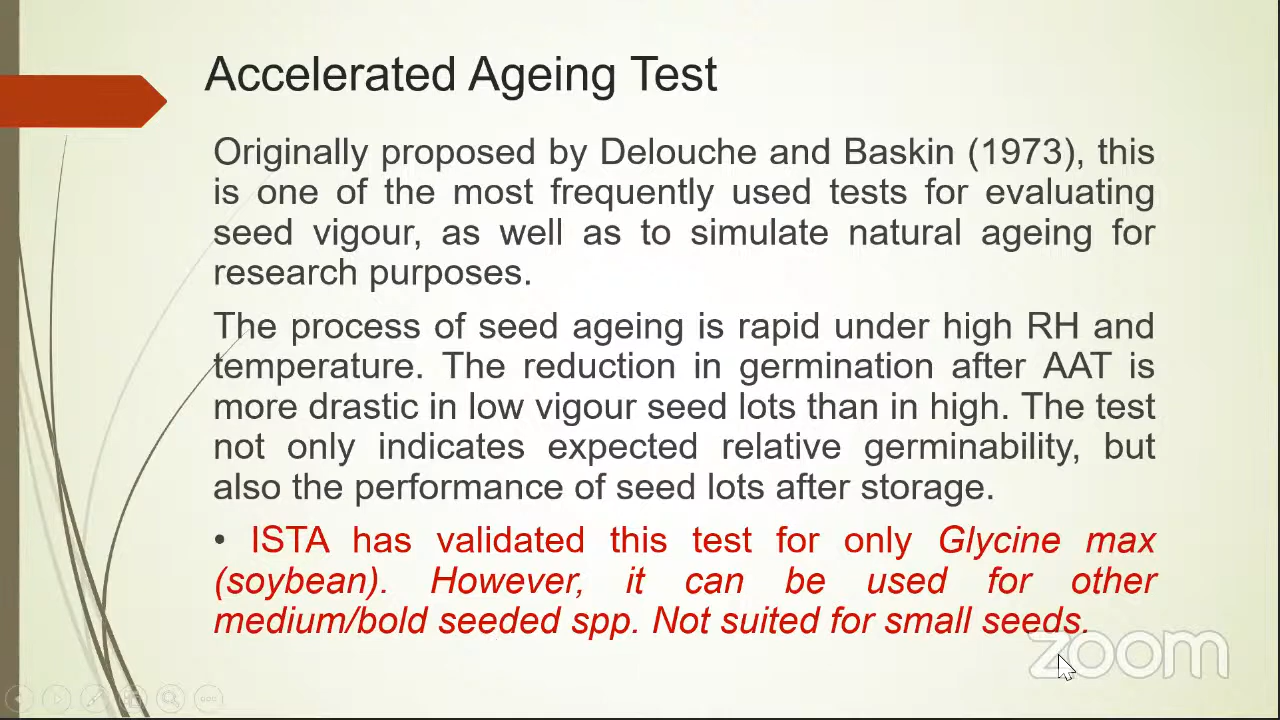 Accelerated Ageing Test
Originally proposed by Delouche and Baskin (1973), this
is one of the most frequently used tests for evaluating
seed vigour, as well as to simulate natural ageing for
research purposes.
The process of seed ageing is rapid under high RH and
temperature. The reduction in germination after AAT is
more drastic in low vigour seed lots than in high. The test
not only indicates expected relative germinability, but
also the performance of seed lots after storage.
• ISTA has validated this test for only Glycine max
(soybean). However, it can be used for other
medium/bold seeded spp. Not suited for small seeds.
zoom